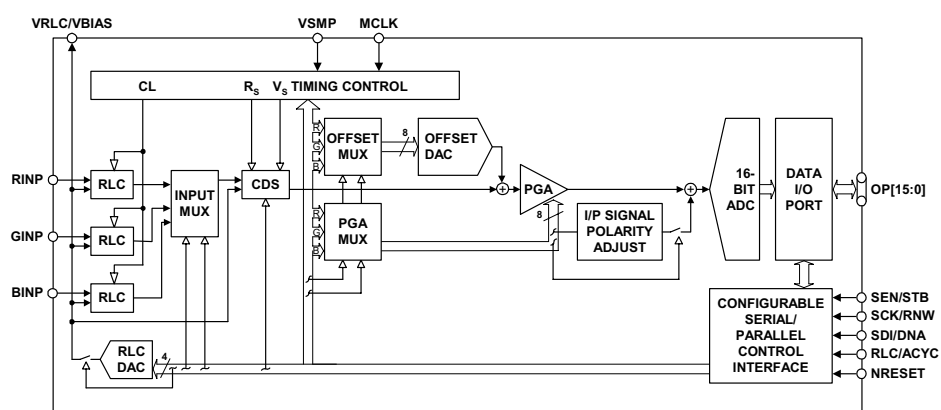 VRLC/VBIAS VSMP MCLK
CL RS VS TIMING CONTROL
R
G
B
OFFSET
MUX
8
OFFSET
DAC
RINP
RLC
INPUT
MUX
CDS
+
PGA
8
+
16-
BIT
ADC
DATA
I/O
PORT
OP[15:0]
GINP
RLC
R
G
B
PGA
MUX
I/P SIGNAL
POLARITY
ADJUST
BINP
RLC
RLC
DAC
4
CONFIGURABLE
SERIAL/
PARALLEL
CONTROL
INTERFACE
SEN/STB
SCK/RNW
SDI/DNA
RLC/ACYC
NRESET